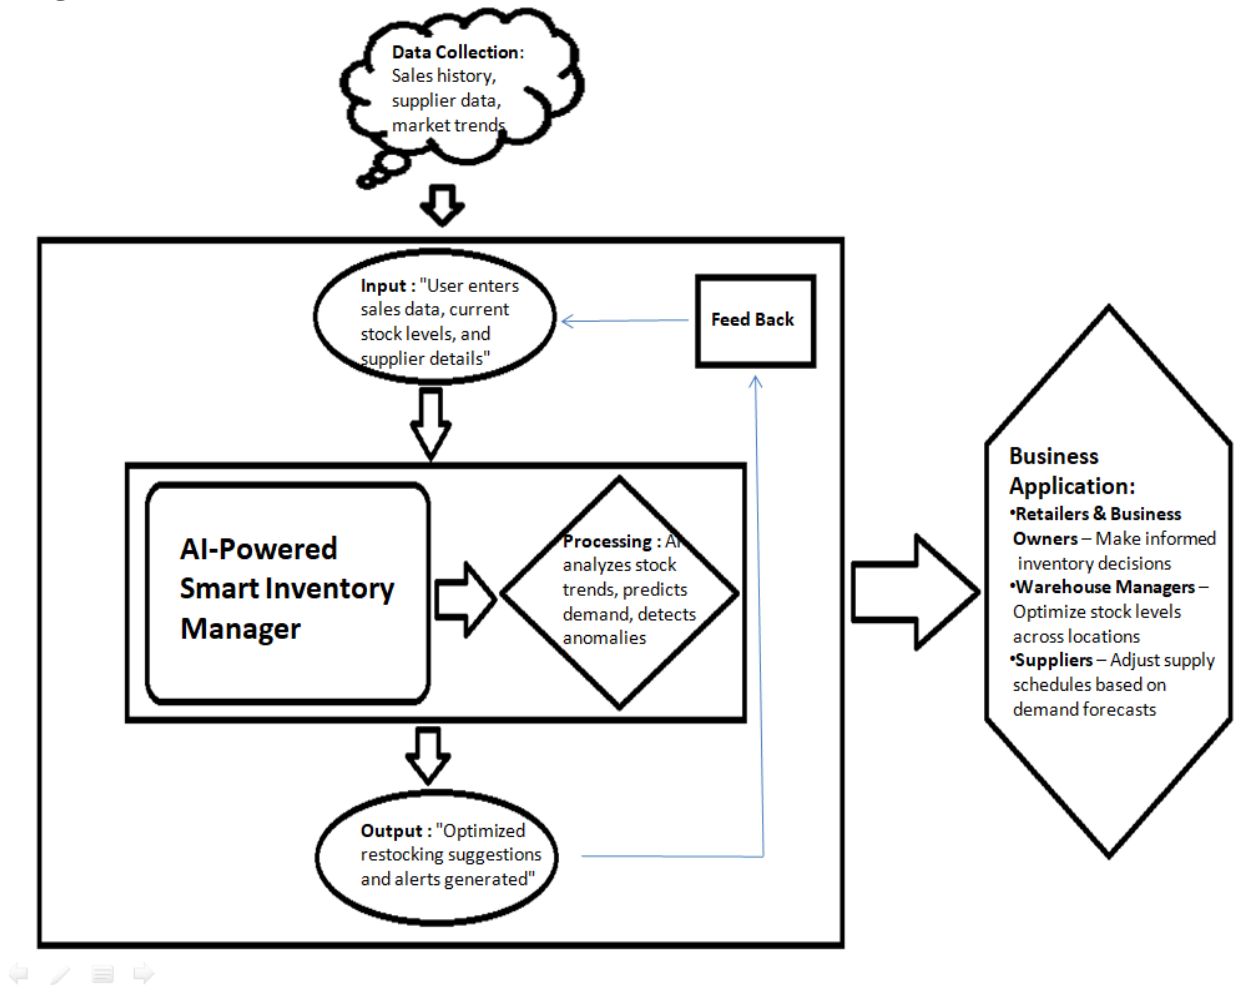 Data Collection:
Sales history,
supplier data,
market trends
Input : "User enters
sales data, current
stock levels, and
supplier details"
Feed Back
AI-Powered
Smart Inventory
Manager
Processing : AI
analyzes stock
trends, predicts
demand, detects
anomalies
Output : "Optimized
restocking suggestions
and alerts generated"
Business
Application:
•Retailers & Business
Owners – Make informed
inventory decisions
•Warehouse Managers –
Optimize stock levels
across locations
•Suppliers – Adjust supply
schedules based on
demand forecasts